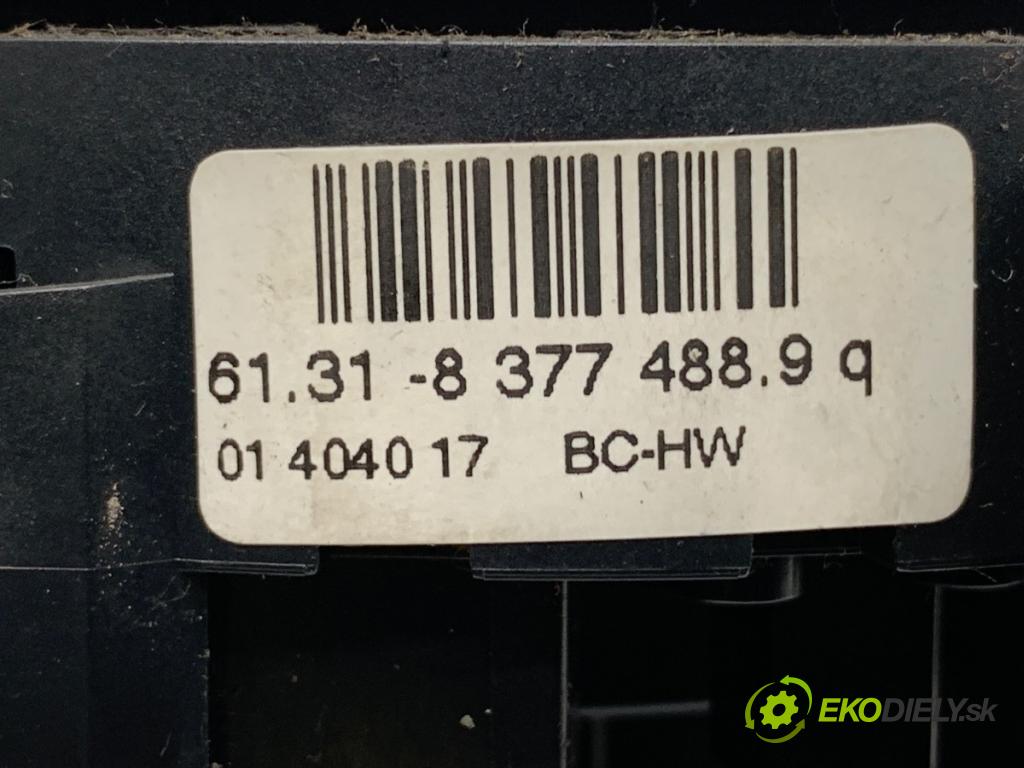 61.31 -8 377 488.9 q
01 4040 17 BC-HW
EKODIELY.sk